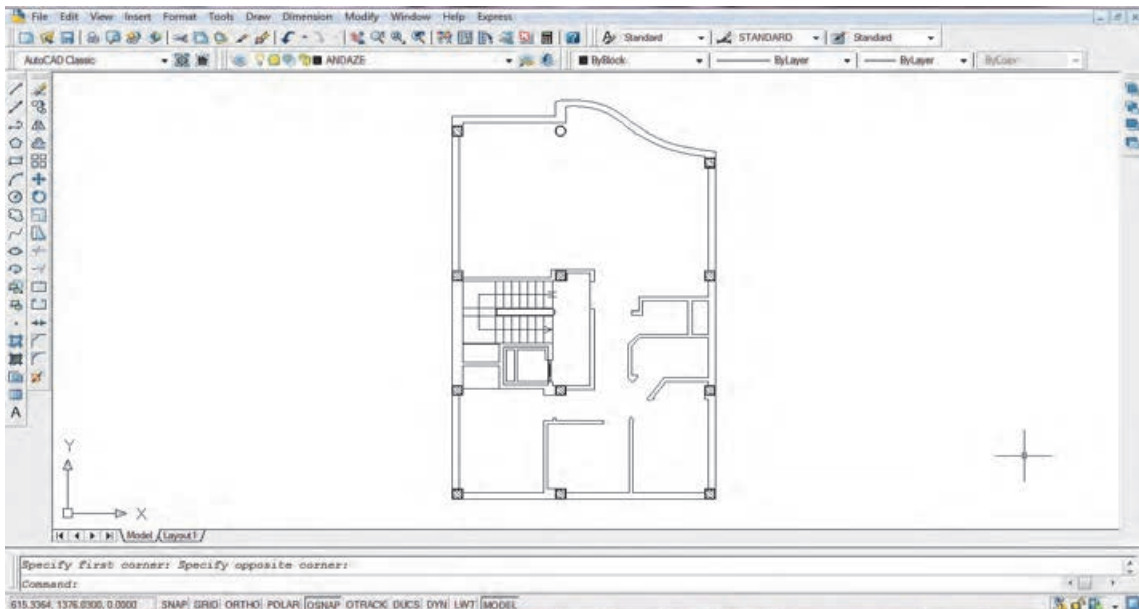 File Edit View Insert Format Tools Draw Dimension Modify Window Help Express
Standard STANDARD Standard
AutoCAD Classic ANDAZE ByBlock ByLayer ByLayer ByColor
A
Y
X
Model Layout1
Specify first corner: Specify opposite corner:
Command:
615.3364, 1376.0300, 0.0000 SNAP GRID ORTHO POLAR OSNAP OTRACK DUCS DYN LWT MODEL